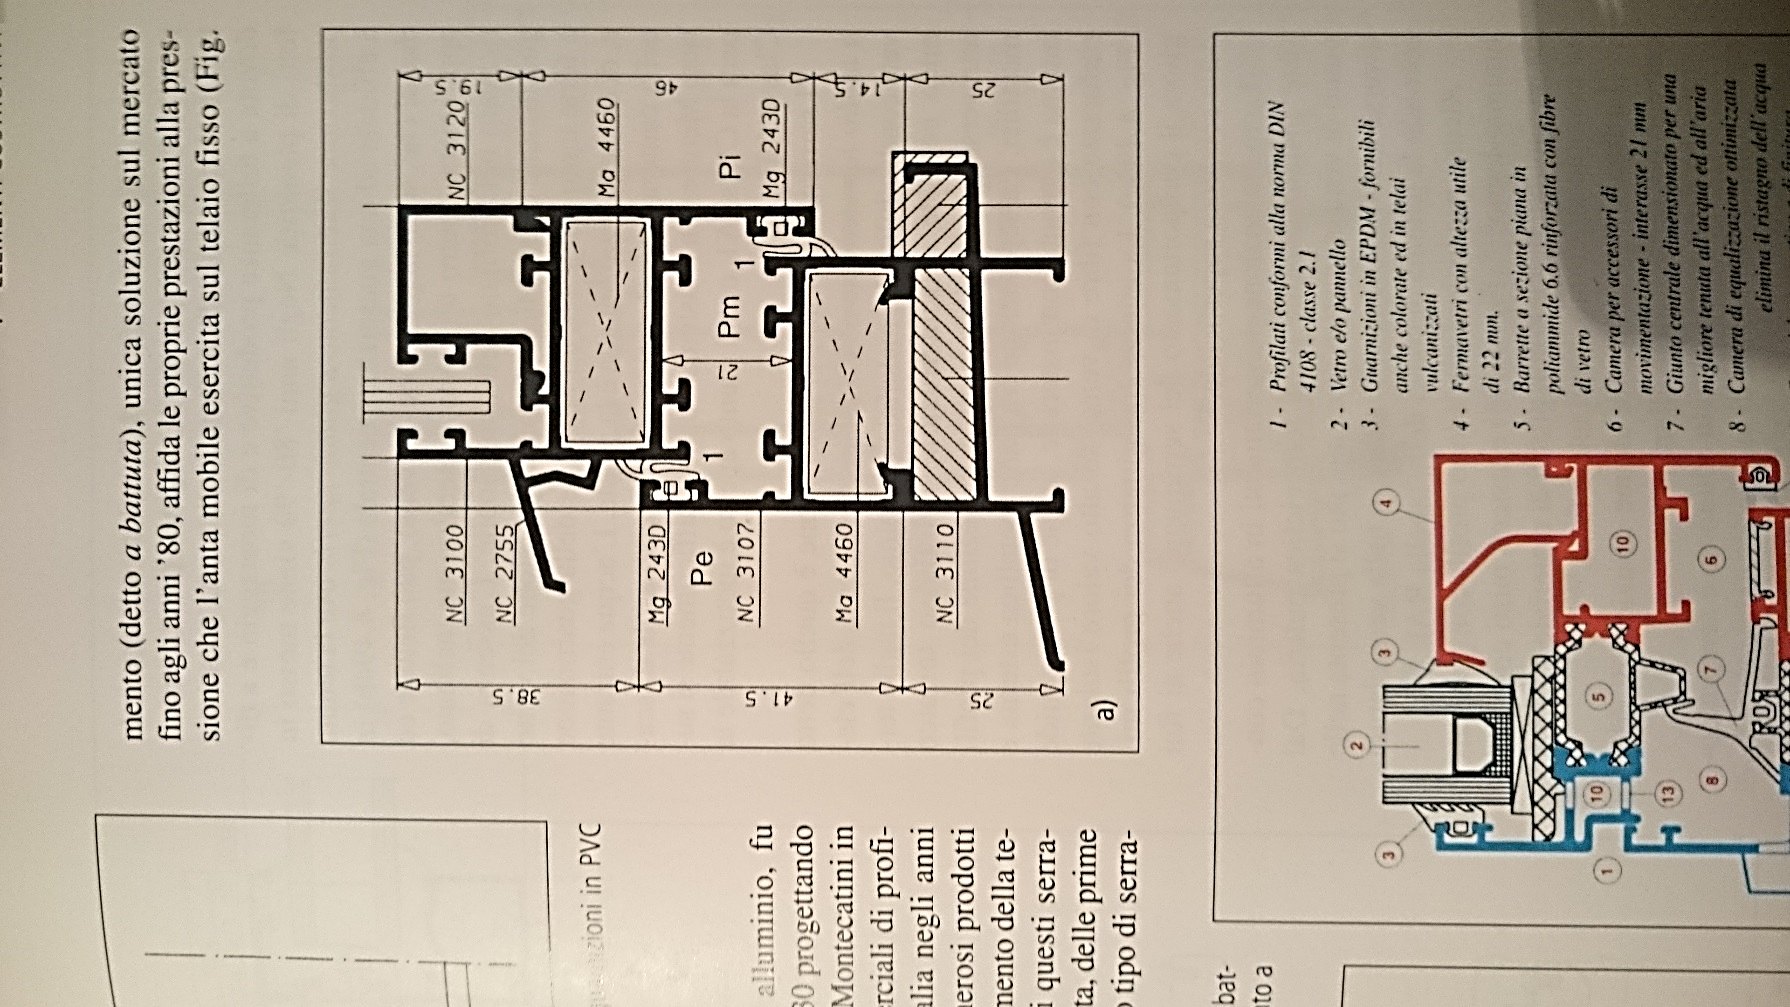 mento (detto a battuta), unica soluzione sul mercato
fino agli anni '80, affida le proprie prestazioni alla pres-
sione che l'anta mobile esercita sul telaio fisso (Fig.
19.5
46
14.5
25
NC 3120
Ma 4460
Pi
Mg 2430
1
Pm
21
1
NC 3100
NC 2755
Mg 2430
Pe
NC 3107
Ma 4460
NC 3110
38.5
41.5
25
a)
1 - Profilati conformi alla norma DIN
4108 - classe 2.1
2 - Vetro e/o pannello
3 - Guarnizioni in EPDM - fornibili
anche colorate ed in telai
vulcanizzati
4 - Fermavetri con altezza utile
di 22 mm.
5 - Barrette a sezione piana in
poliammide 6.6 rinforzata con fibre
di vetro
6 - Camera per accessori di
movimentazione - interasse 21 mm
7 - Giunto centrale dimensionato per una
migliore tenuta all'acqua ed all'aria
8 - Camera di equalizzazione ottimizzata
elimina il ristagno dell'acqua
4
10
6
3
5
7
2
10
13
8
3
1
in PVC
alluminio, fu
60 progettando
Montecatini in
rciali di profi-
alia negli anni
nerosi prodotti
mento della te-
i questi serra-
ta, delle prime
o tipo di serra-
bat-
nto a